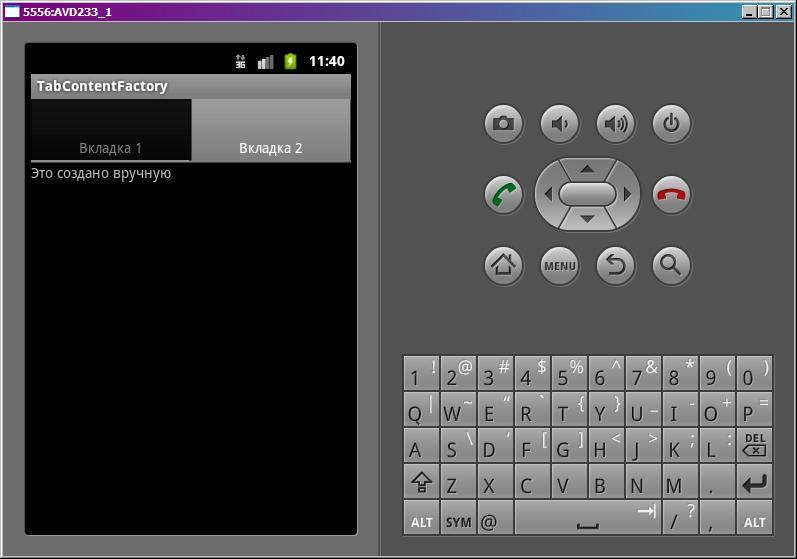 5556:AVD233_1
3G 11:40
TabContentFactory
Вкладка 1 Вкладка 2
Это создано вручную
MENU
1 ! 2 @ 3 # 4 $ 5 % 6 ^ 7 & 8 * 9 ( 0 )
Q | W ~ E “ R ` T { Y } U _ I - O + P =
A S \ D ‘ F [ G ] H < J > K ; L : DEL
Z X C V B N M .
ALT SYM @ / ? , ALT